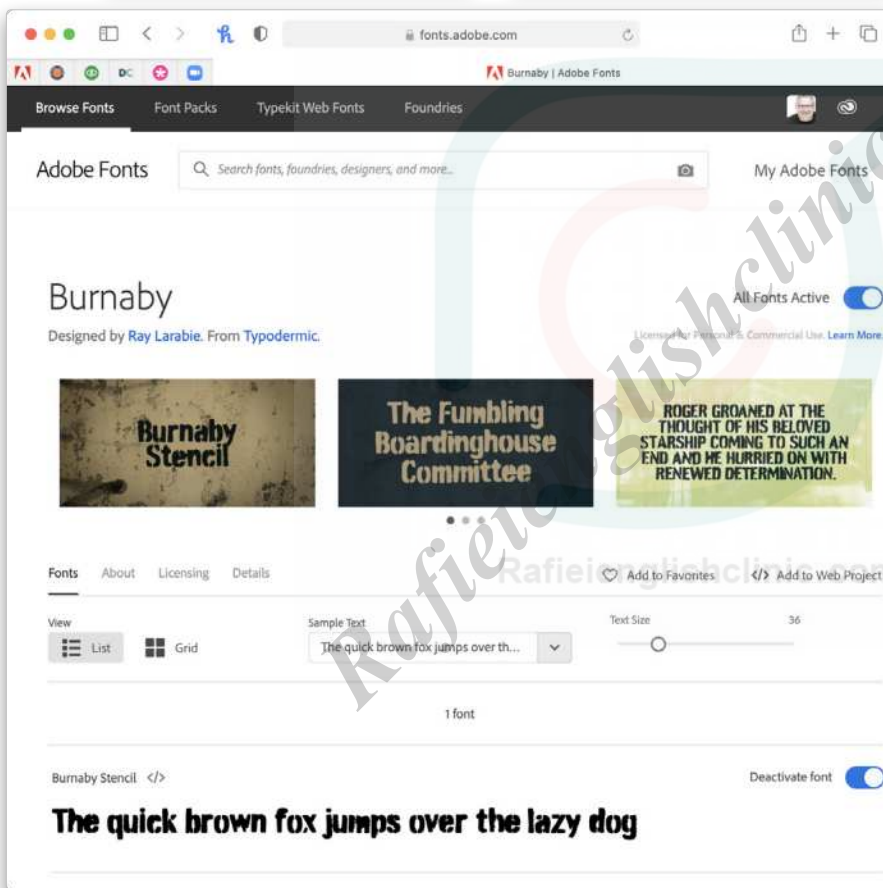 fonts.adobe.com
DC
Burnaby | Adobe Fonts
Browse Fonts Font Packs Typekit Web Fonts Foundries
Adobe Fonts Search fonts, foundries, designers, and more... My Adobe Fonts
Burnaby All Fonts Active
Designed by Ray Larabie. From Typodermic. Licensed for Personal & Commercial Use. Learn More.
Burnaby
Stencil
The Fumbling
Boardinghouse
Committee
ROGER GROANED AT THE
THOUGHT OF HIS BELOVED
STARSHIP COMING TO SUCH AN
END AND HE HURRIED ON WITH
RENEWED DETERMINATION.
Fonts About Licensing Details Add to Favorites </> Add to Web Project
View Sample Text Text Size 36
List Grid The quick brown fox jumps over th...
1 font
Burnaby Stencil </> Deactivate font
The quick brown fox jumps over the lazy dog
Rafieienglishclinic
Rafieienglishclinic.com